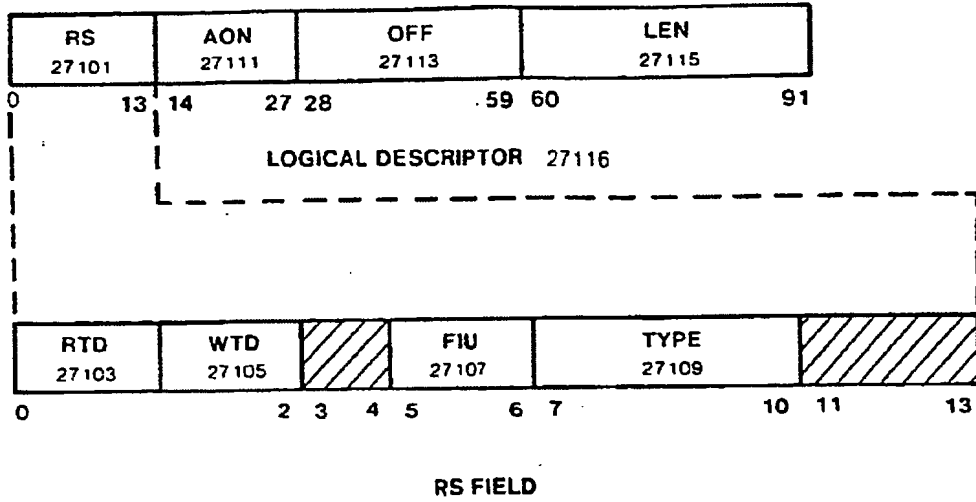 RS AON OFF LEN
27101 27111 27113 27115
0 13 14 27 28 59 60 91
LOGICAL DESCRIPTOR 27116
RTD WTD FIU TYPE
27103 27105 27107 27109
0 2 3 4 5 6 7 10 11 13
RS FIELD